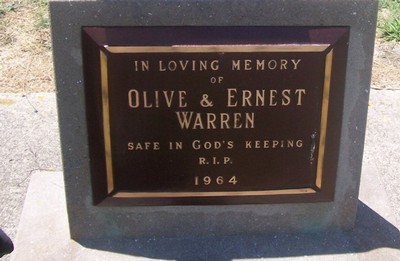 IN LOVING MEMORY
OF
OLIVE & ERNEST
WARREN
SAFE IN GOD'S KEEPING
R.I.P.
1964